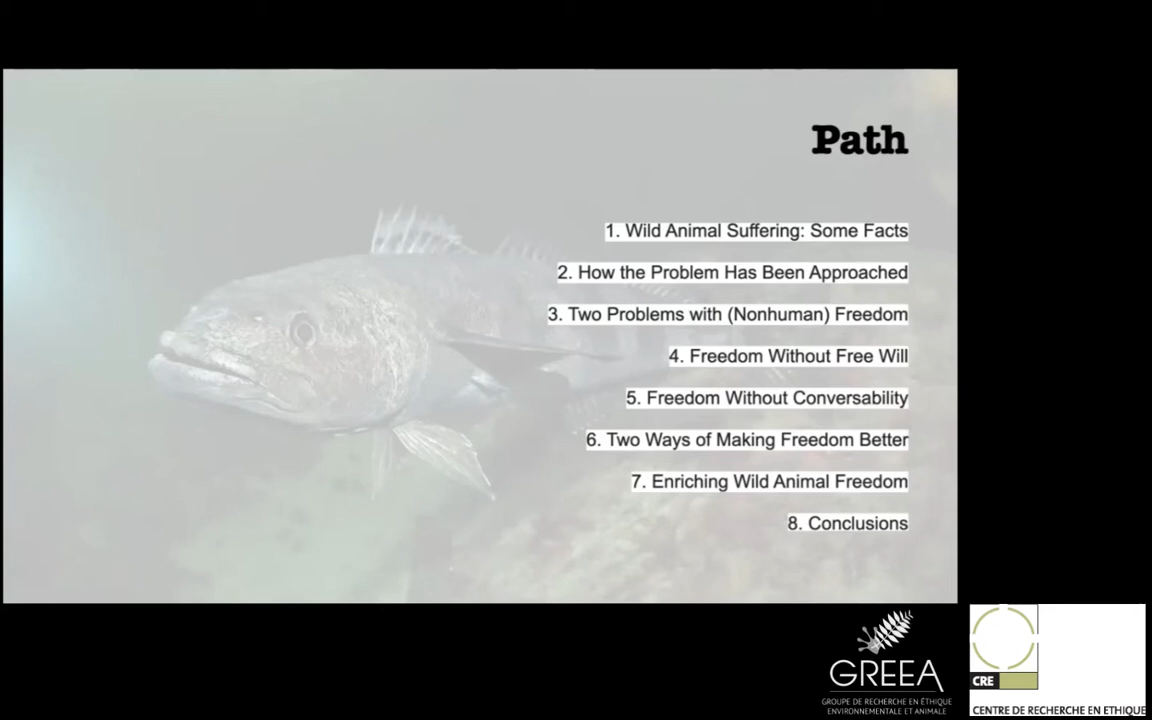 Path
1. Wild Animal Suffering: Some Facts
2. How the Problem Has Been Approached
3. Two Problems with (Nonhuman) Freedom
4. Freedom Without Free Will
5. Freedom Without Conversability
6. Two Ways of Making Freedom Better
7. Enriching Wild Animal Freedom
8. Conclusions
GREEA
GROUPE DE RECHERCHE EN ÉTHIQUE
ENVIRONNEMENTALE ET ANIMALE
CRE
CENTRE DE RECHERCHE EN ETHIQUE